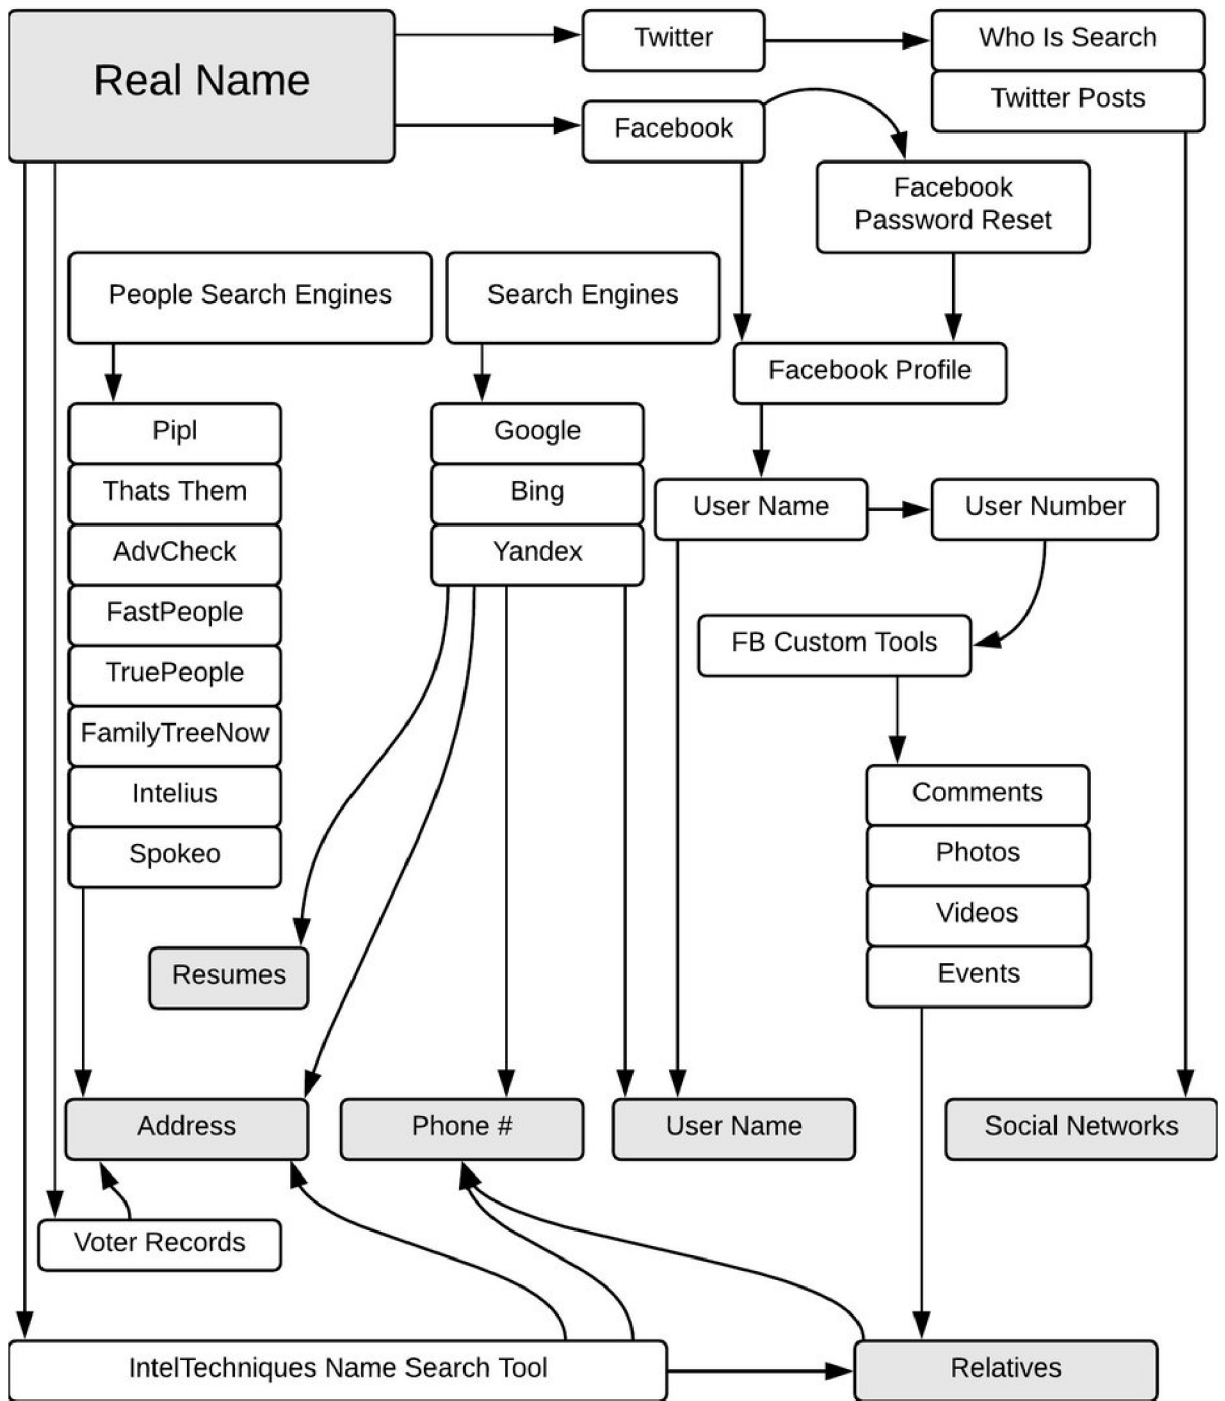 Real Name
Twitter
Who Is Search
Twitter Posts
Facebook
Facebook
Password Reset
People Search Engines
Search Engines
Facebook Profile
Pipl
Thats Them
AdvCheck
FastPeople
TruePeople
FamilyTreeNow
Intelius
Spokeo
Google
Bing
Yandex
User Name
User Number
FB Custom Tools
Comments
Photos
Videos
Events
Resumes
Address
Phone #
User Name
Social Networks
Voter Records
IntelTechniques Name Search Tool
Relatives